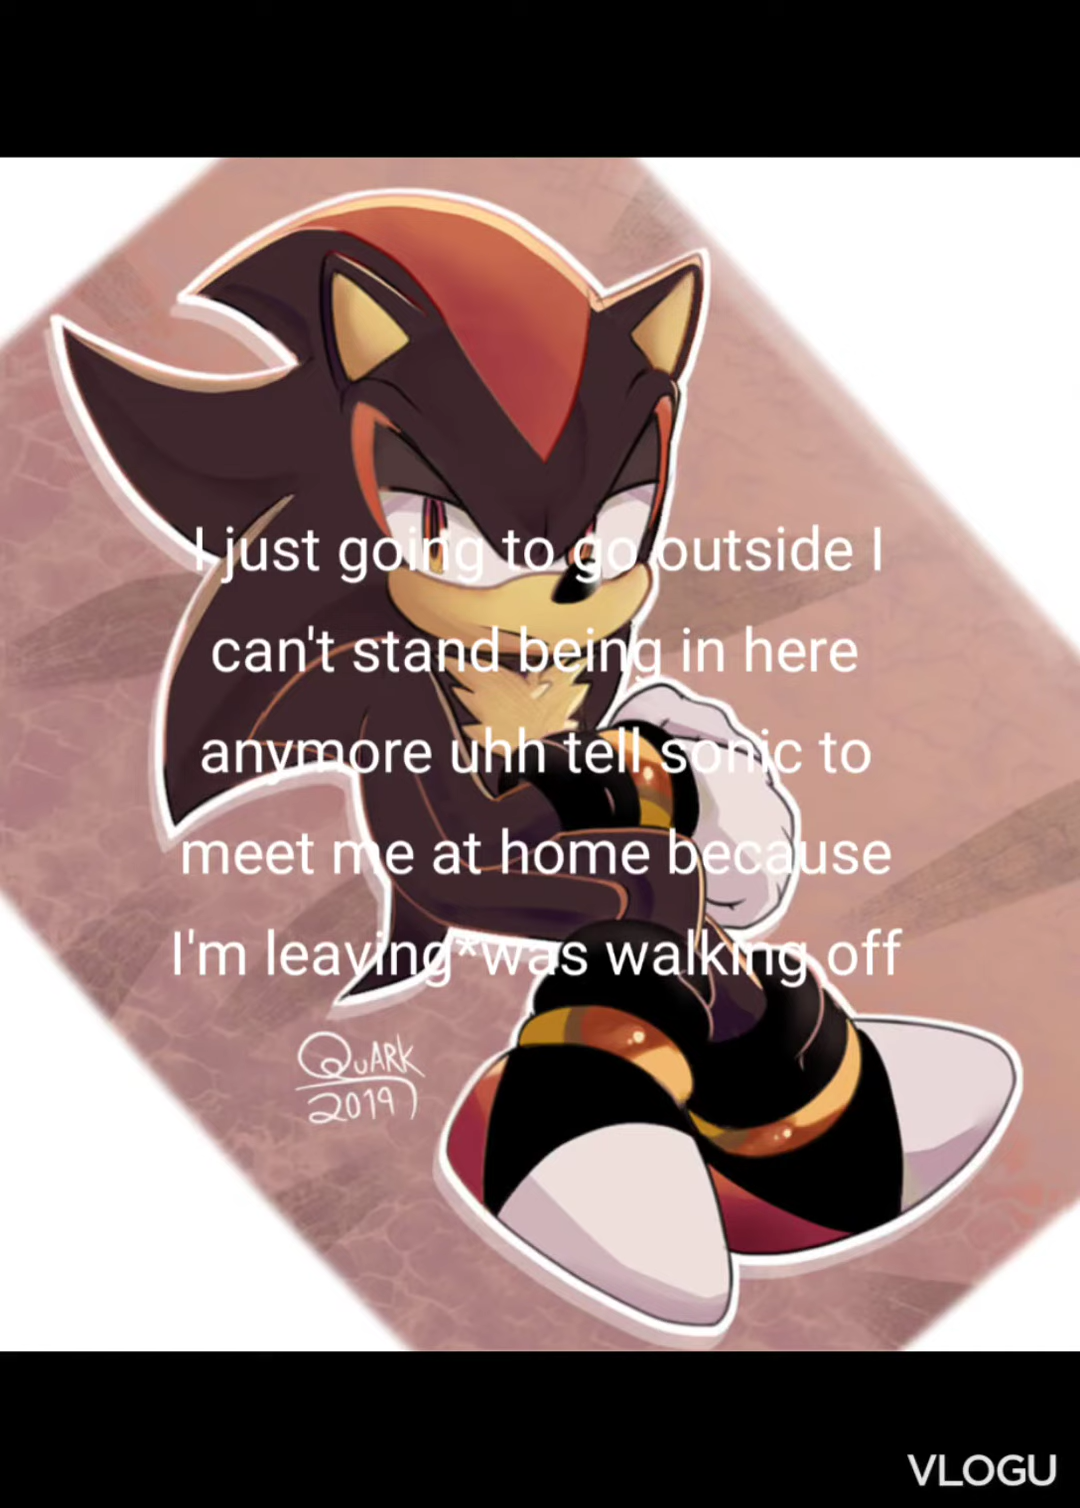 I just going to go outside I
can't stand being in here
anymore uhh tell sonic to
meet me at home because
I'm leaving*was walking off
QUARK
2019
VLOGU